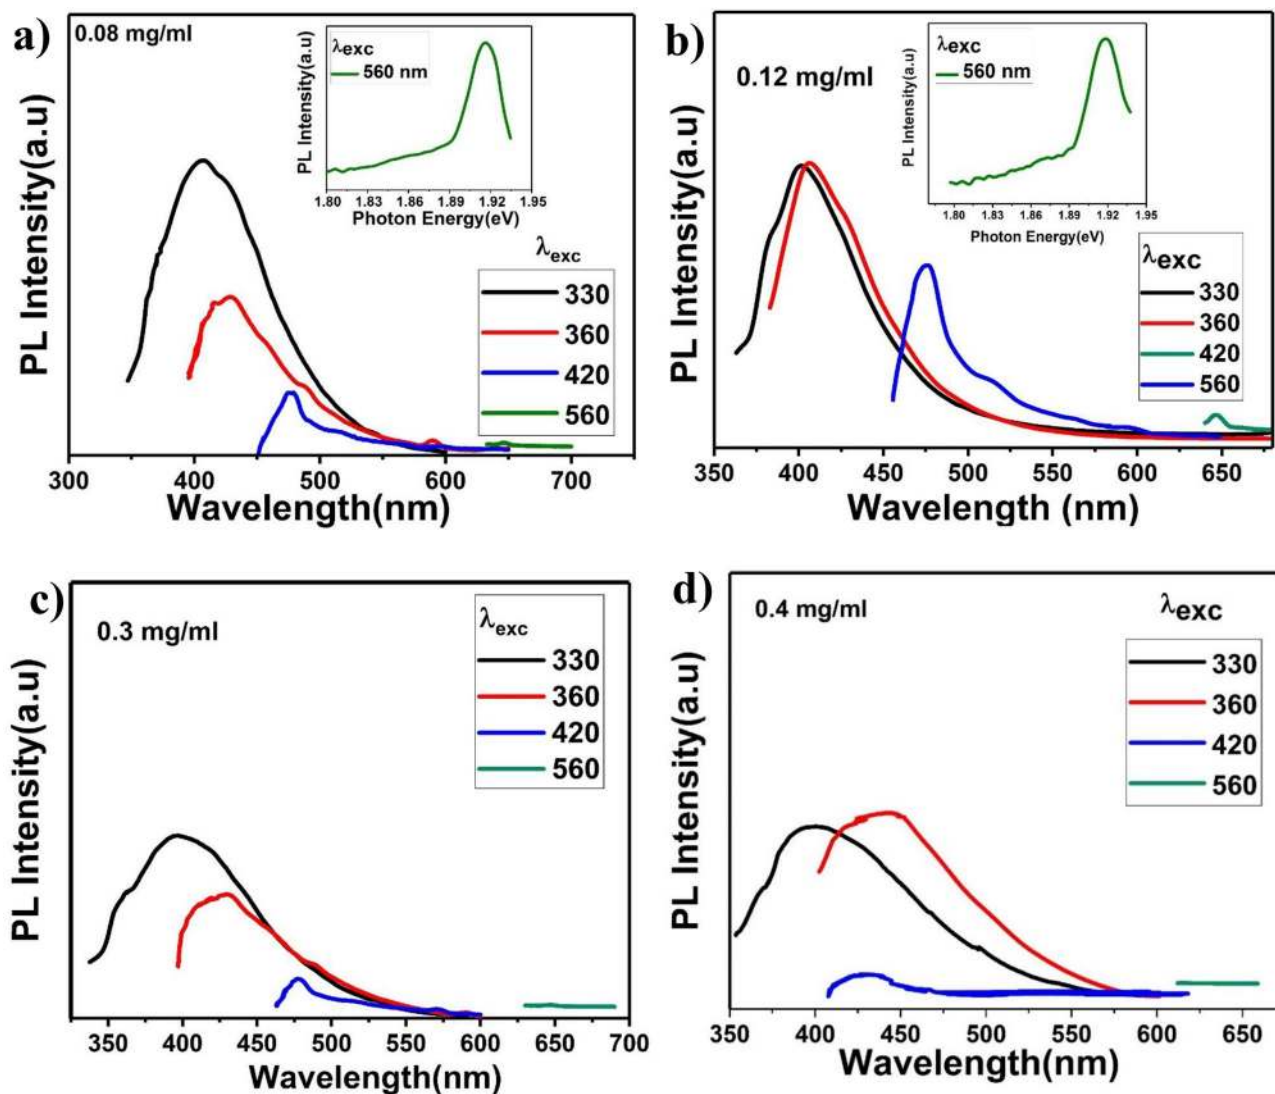 a)
0.08 mg/ml
PL Intensity(a.u)
λexc
560 nm
1.80 1.83 1.86 1.89 1.92 1.95
Photon Energy(eV)
λexc
330
360
420
560
PL Intensity(a.u)
300 400 500 600 700
Wavelength(nm)
b)
0.12 mg/ml
PL Intensity(a.u)
λexc
560 nm
1.80 1.83 1.86 1.89 1.92 1.95
Photon Energy(eV)
λexc
330
360
420
560
PL Intensity(a.u)
350 400 450 500 550 600 650
Wavelength (nm)
c)
0.3 mg/ml
λexc
330
360
420
560
PL Intensity(a.u)
350 400 450 500 550 600 650 700
Wavelength(nm)
d)
0.4 mg/ml
λexc
330
360
420
560
PL Intensity(a.u)
350 400 450 500 550 600 650
Wavelength(nm)